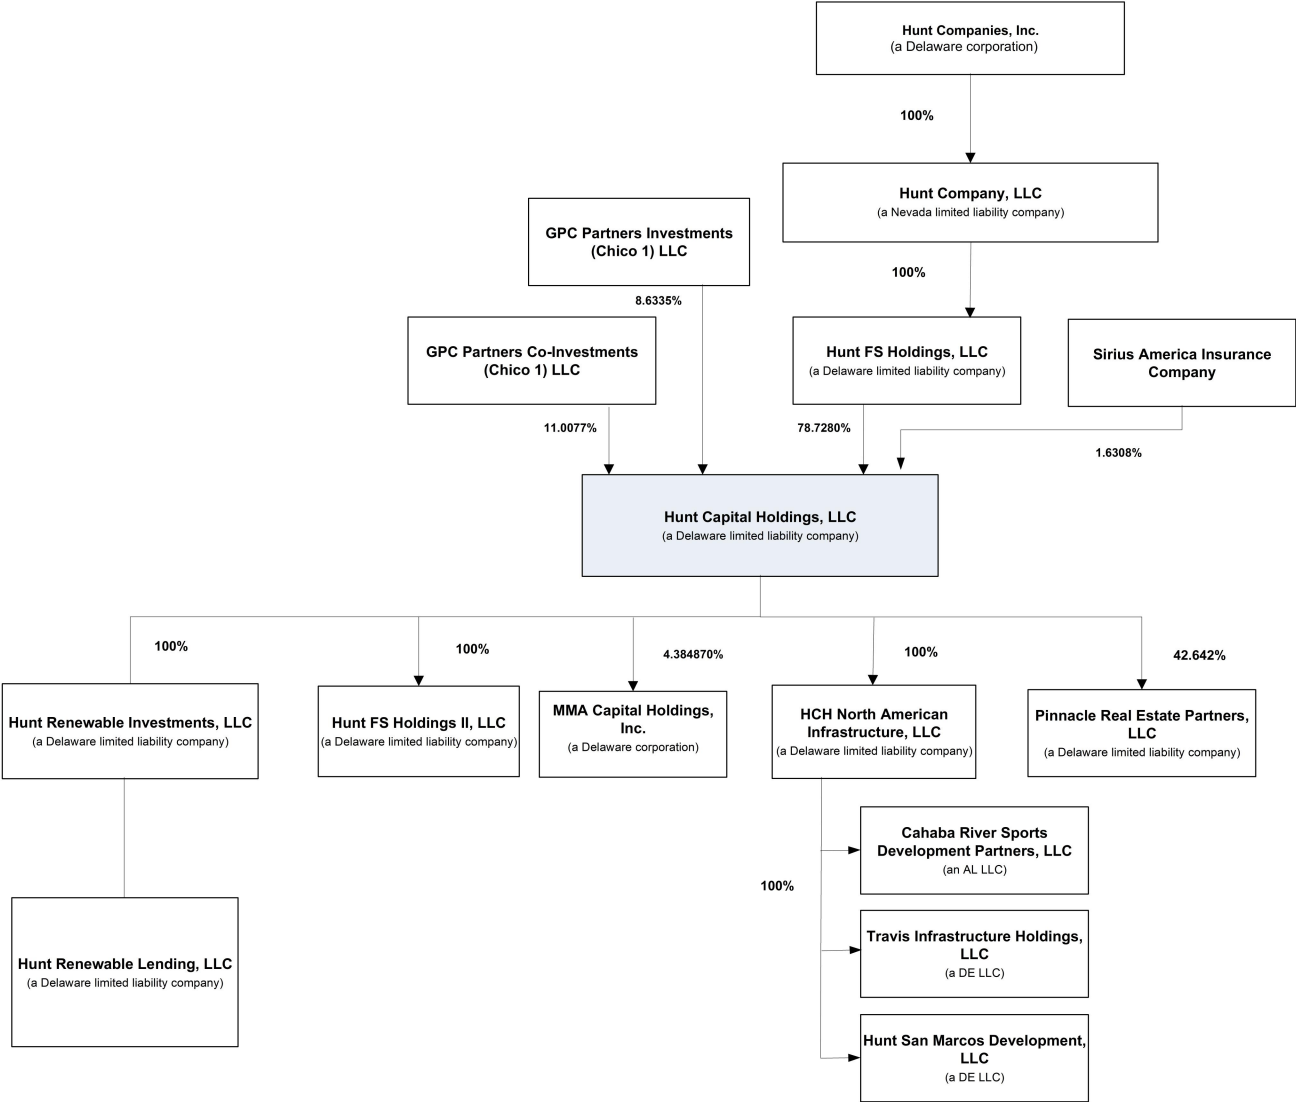 Hunt Companies, Inc.
(a Delaware corporation)
100%
Hunt Company, LLC
(a Nevada limited liability company)
GPC Partners Investments
(Chico 1) LLC
100%
8.6335%
GPC Partners Co-Investments
(Chico 1) LLC
Hunt FS Holdings, LLC
(a Delaware limited liability company)
Sirius America Insurance
Company
11.0077%
78.7280%
1.6308%
Hunt Capital Holdings, LLC
(a Delaware limited liability company)
100%
100%
4.384870%
100%
42.642%
Hunt Renewable Investments, LLC
(a Delaware limited liability company)
Hunt FS Holdings II, LLC
(a Delaware limited liability company)
MMA Capital Holdings,
Inc.
(a Delaware corporation)
HCH North American
Infrastructure, LLC
(a Delaware limited liability company)
Pinnacle Real Estate Partners,
LLC
(a Delaware limited liability company)
Cahaba River Sports
Development Partners, LLC
(an AL LLC)
100%
Travis Infrastructure Holdings,
LLC
(a DE LLC)
Hunt Renewable Lending, LLC
(a Delaware limited liability company)
Hunt San Marcos Development,
LLC
(a DE LLC)